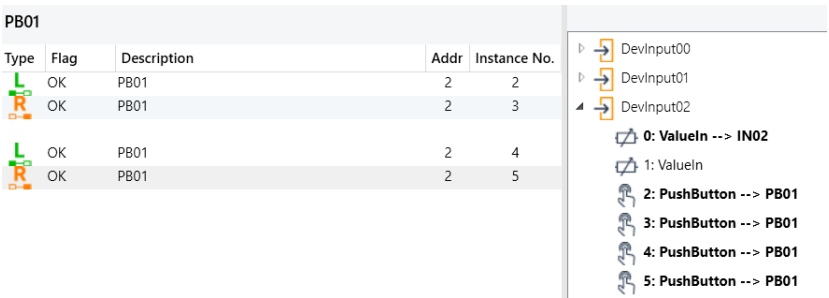 PB01
Type Flag Description Addr Instance No.
L OK PB01 2 2
R OK PB01 2 3
L OK PB01 2 4
R OK PB01 2 5
DevInput00
DevInput01
DevInput02
0: ValueIn --> IN02
1: ValueIn
2: PushButton --> PB01
3: PushButton --> PB01
4: PushButton --> PB01
5: PushButton --> PB01